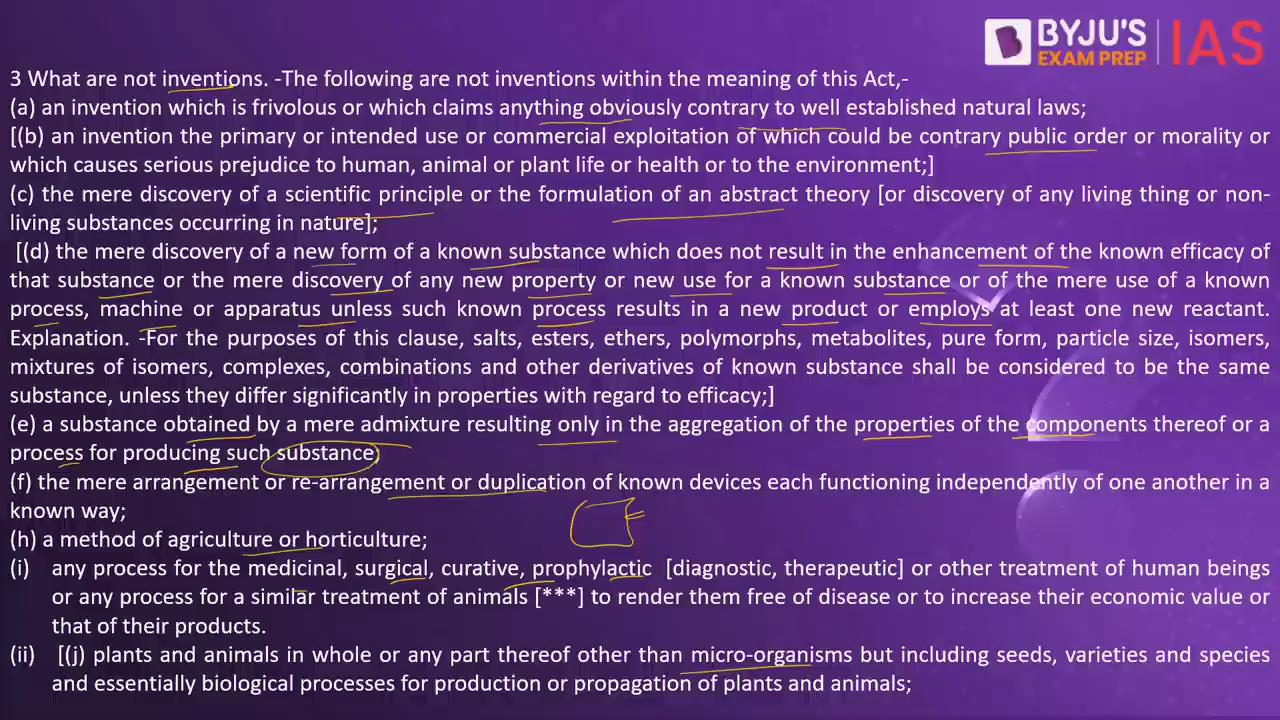 BYJU'S
EXAM PREP
IAS
3 What are not inventions. -The following are not inventions within the meaning of this Act,-
(a) an invention which is frivolous or which claims anything obviously contrary to well established natural laws;
[(b) an invention the primary or intended use or commercial exploitation of which could be contrary public order or morality or
which causes serious prejudice to human, animal or plant life or health or to the environment;]
(c) the mere discovery of a scientific principle or the formulation of an abstract theory [or discovery of any living thing or non-
living substances occurring in nature];
[(d) the mere discovery of a new form of a known substance which does not result in the enhancement of the known efficacy of
that substance or the mere discovery of any new property or new use for a known substance or of the mere use of a known
process, machine or apparatus unless such known process results in a new product or employs at least one new reactant.
Explanation. -For the purposes of this clause, salts, esters, ethers, polymorphs, metabolites, pure form, particle size, isomers,
mixtures of isomers, complexes, combinations and other derivatives of known substance shall be considered to be the same
substance, unless they differ significantly in properties with regard to efficacy;]
(e) a substance obtained by a mere admixture resulting only in the aggregation of the properties of the components thereof or a
process for producing such substance;
(f) the mere arrangement or re-arrangement or duplication of known devices each functioning independently of one another in a
known way;
(h) a method of agriculture or horticulture;
(i) any process for the medicinal, surgical, curative, prophylactic [diagnostic, therapeutic] or other treatment of human beings
or any process for a similar treatment of animals [***] to render them free of disease or to increase their economic value or
that of their products.
(ii) [(j) plants and animals in whole or any part thereof other than micro-organisms but including seeds, varieties and species
and essentially biological processes for production or propagation of plants and animals;